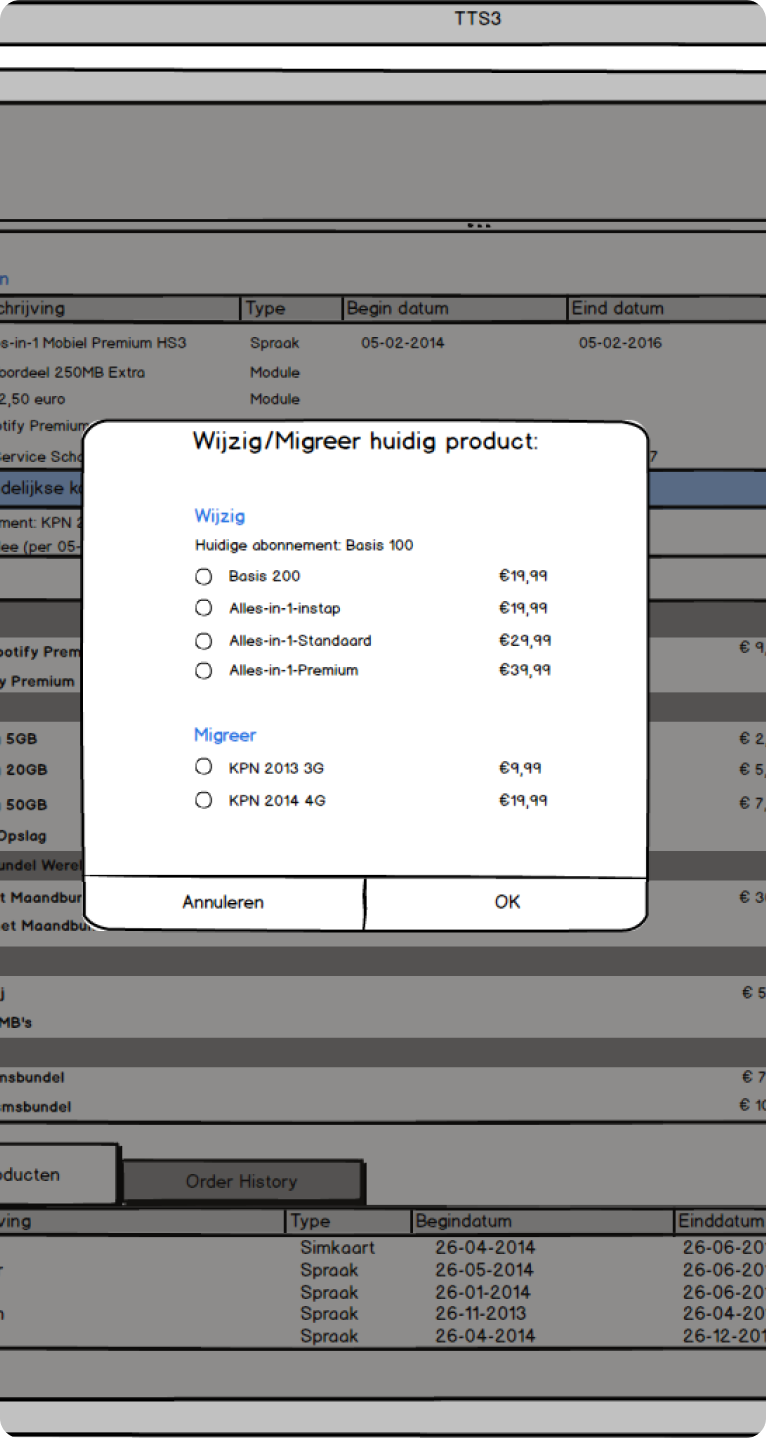 TTS3
n
chrijving Type Begin datum Eind datum
s-in-1 Mobiel Premium HS3 Spraak 05-02-2014 05-02-2016
oordeel 250MB Extra Module
2,50 euro Module
otify Premium
Service Scho 7
delijkse k
ment: KPN 2
lee (per 05-
Wijzig/Migreer huidig product:
Wijzig
Huidige abonnement: Basis 100
Basis 200 €19,99
Alles-in-1-instap €19,99
Alles-in-1-Standaard €29,99
Alles-in-1-Premium €39,99
Migreer
KPN 2013 3G €9,99
KPN 2014 4G €19,99
Annuleren OK
potify Prem € 9,
y Premium
5GB € 2,
20GB € 5,
50GB € 7,
Opslag
undel Werel
t Maandbur € 30
et Maandbu
j € 5
MB's
msbundel € 7
smsbundel € 10
oducten Order History
ving Type Begindatum Einddatum
Simkaart 26-04-2014 26-06-20
r Spraak 26-05-2014 26-06-20
Spraak 26-01-2014 26-06-20
n Spraak 26-11-2013 26-04-20
Spraak 26-04-2014 26-12-201